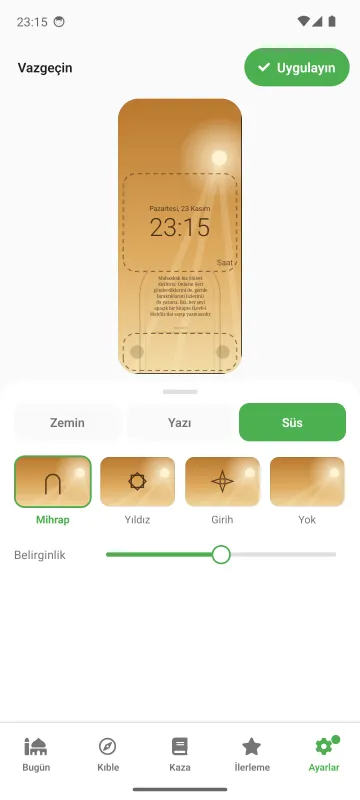 23:15
Vazgeçin
Uygulayın
Pazartesi, 23 Kasım
23:15
Saat
Zemin
Yazı
Süs
Mihrap
Yıldız
Girih
Yok
Belirginlik
Bugün
Kıble
Kaza
İlerleme
Ayarlar